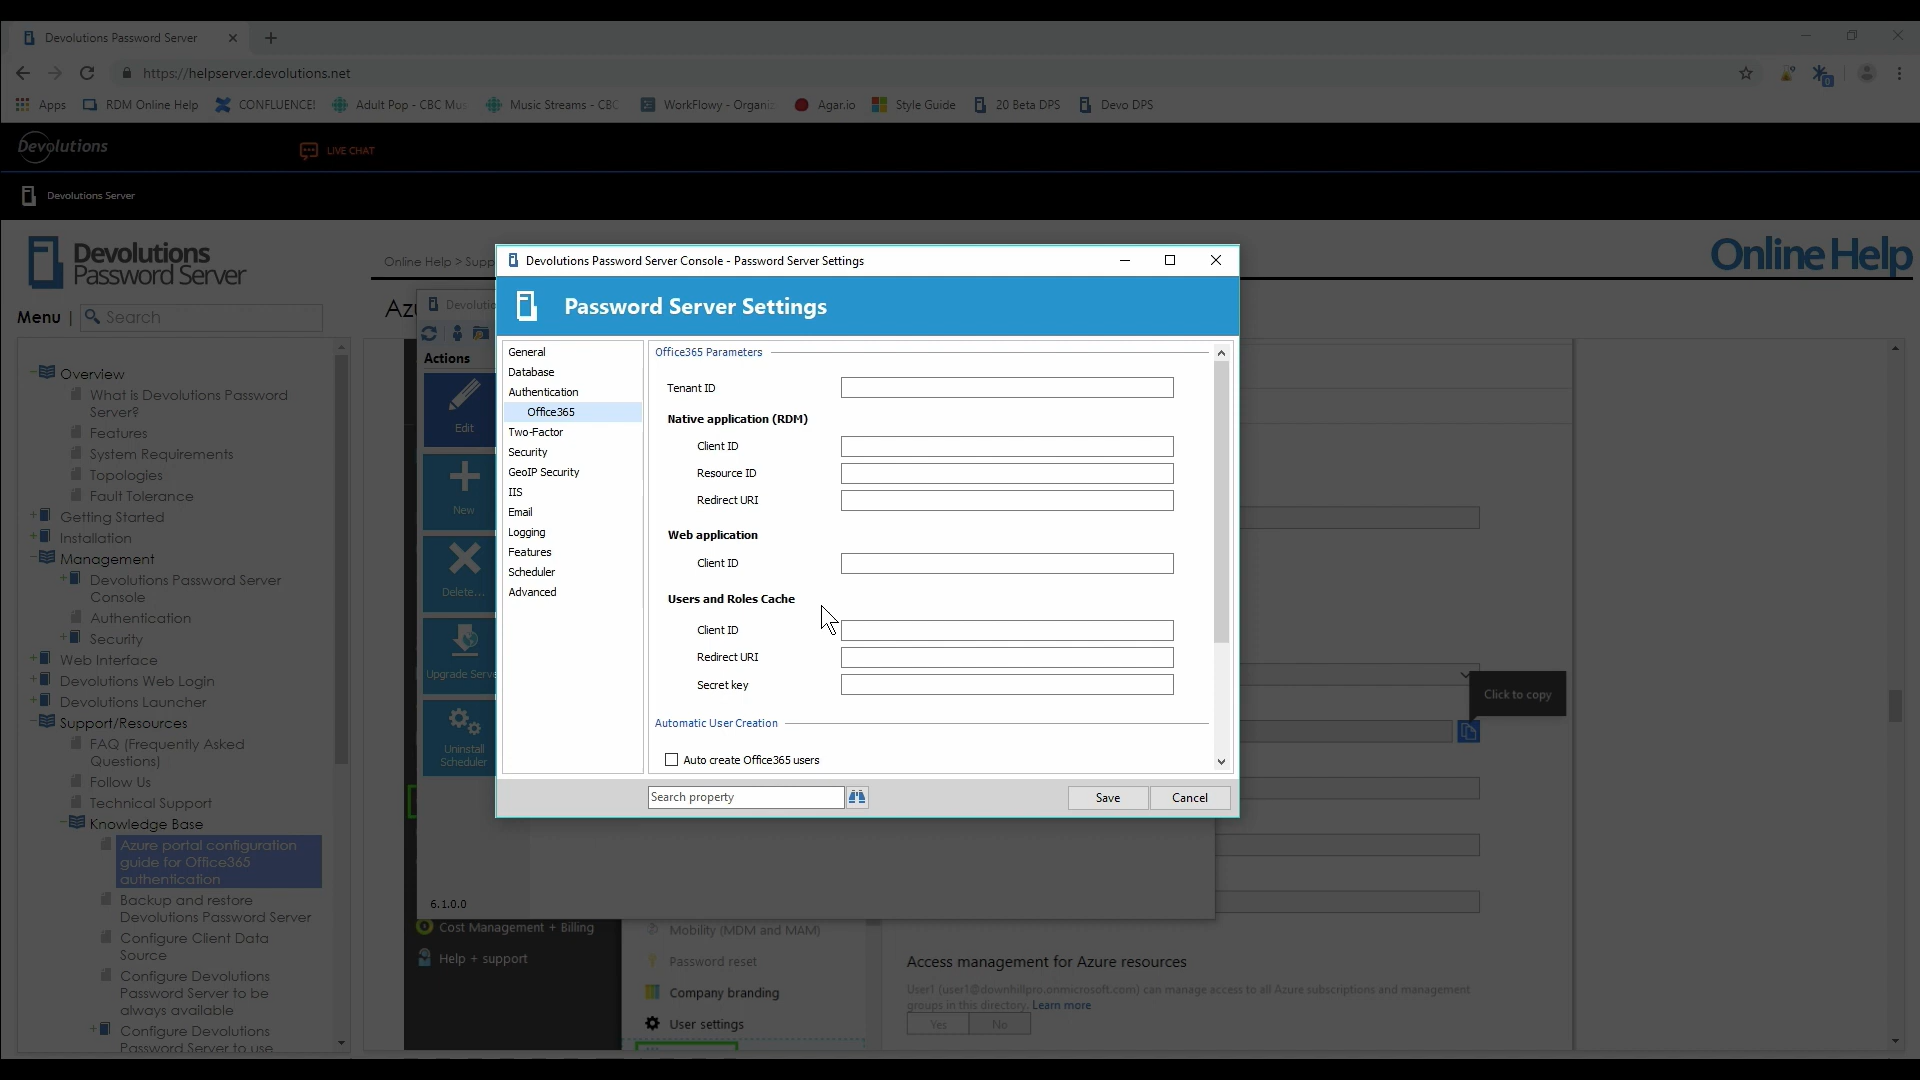 Devolutions Password Server
https://helpserver.devolutions.net
Apps
RDM Online Help
CONFLUENCE!
Adult Pop - CBC Mus
Music Streams - CBC
WorkFlowy - Organiz
Agar.io
Style Guide
20 Beta DPS
Devo DPS
Devolutions
LIVE CHAT
Devolutions Server
Devolutions
Password Server
Online Help > Supp
Online Help
Menu |
Search
Azu
Overview
What is Devolutions Password
Server?
Features
System Requirements
Topologies
Fault Tolerance
Getting Started
Installation
Management
Devolutions Password Server
Console
Authentication
Security
Web Interface
Devolutions Web Login
Devolutions Launcher
Support/Resources
FAQ (Frequently Asked
Questions)
Follow Us
Technical Support
Knowledge Base
Azure portal configuration
guide for Office365
authentication
Backup and restore
Devolutions Password Server
Configure Client Data
Source
Configure Devolutions
Password Server to be
always available
Configure Devolutions
Password Server to use
Devolutio
Actions
Edit
New
Delete...
Upgrade Serve
Uninstall
Scheduler
6.1.0.0
Devolutions Password Server Console - Password Server Settings
Password Server Settings
General
Database
Authentication
Office365
Two-Factor
Security
GeoIP Security
IIS
Email
Logging
Features
Scheduler
Advanced
Office365 Parameters
Tenant ID
Native application (RDM)
Client ID
Resource ID
Redirect URI
Web application
Client ID
Users and Roles Cache
Client ID
Redirect URI
Secret key
Automatic User Creation
Auto create Office365 users
Search property
Save
Cancel
Click to copy
Cost Management + Billing
Help + support
Mobility (MDM and MAM)
Password reset
Company branding
User settings
Access management for Azure resources
User1 (user1@downhillpro.onmicrosoft.com) can manage access to all Azure subscriptions and management
groups in this directory. Learn more
Yes
No